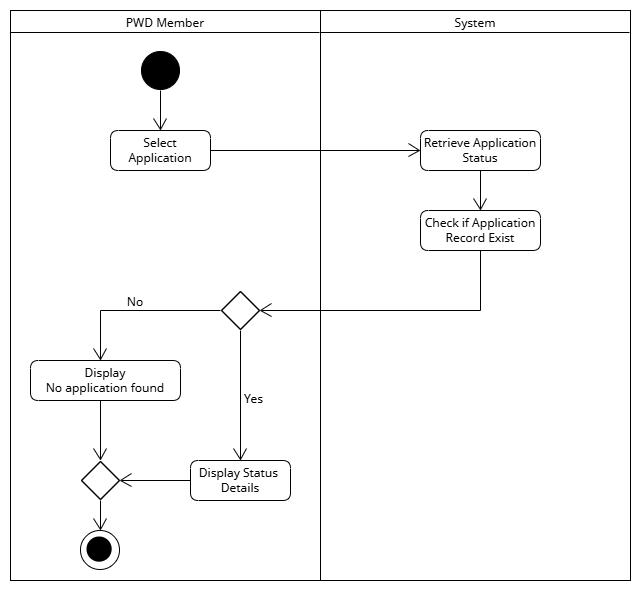 PWD Member
System
Select
Application
Retrieve Application
Status
Check if Application
Record Exist
No
Display
No application found
Yes
Display Status
Details